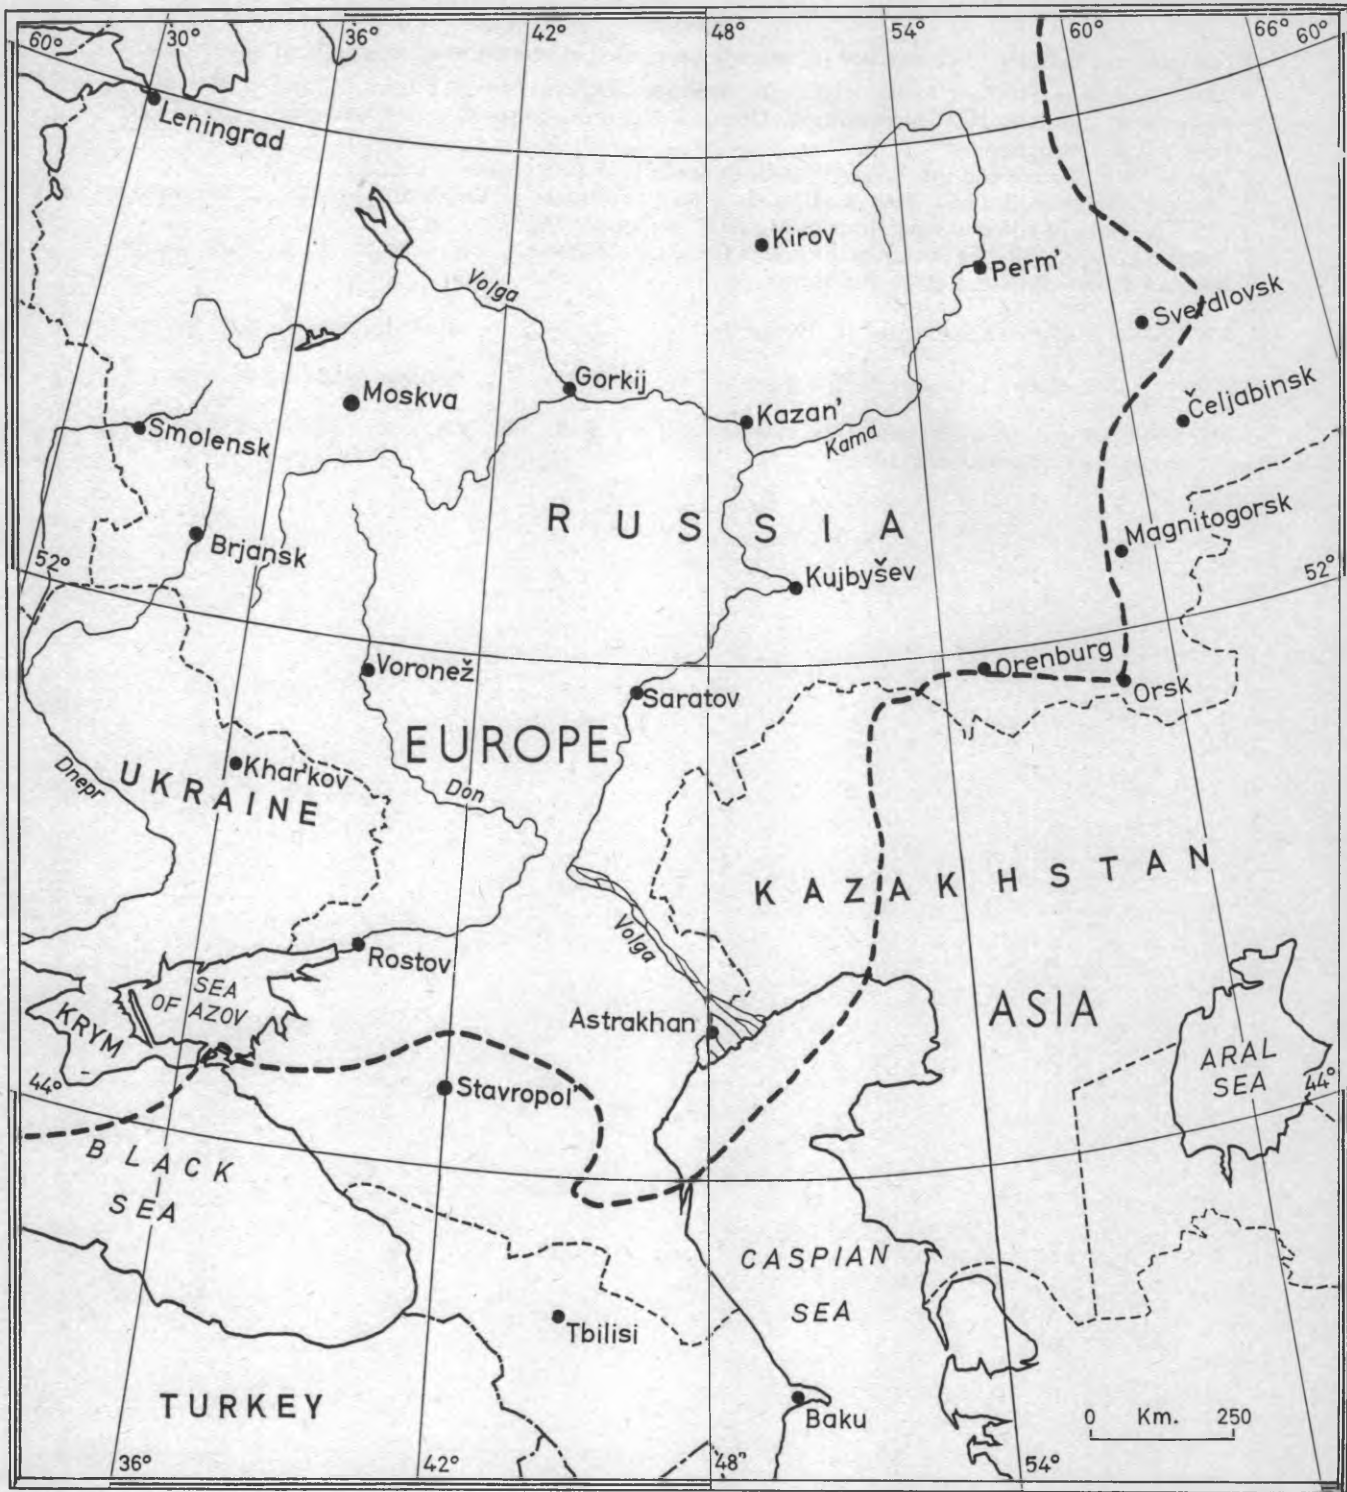 60°
30°
36°
42°
48°
54°
60°
66°
60°
Leningrad
Kirov
Perm'
Volga
Sverdlovsk
Gorkij
Moskva
Kazan'
Čeljabinsk
Smolensk
Kama
RUSSIA
Magnitogorsk
Brjansk
52°
Kujbyšev
52°
Voronež
Orenburg
Saratov
Orsk
EUROPE
Khar'kov
UKRAINE
Dnepr
Don
KAZAKHSTAN
Volga
Rostov
SEA
OF AZOV
KRYM
Astrakhan
ASIA
ARAL
SEA
44°
Stavropol'
44°
BLACK
SEA
CASPIAN
SEA
Tbilisi
TURKEY
Baku
0 Km. 250
36°
42°
48°
54°